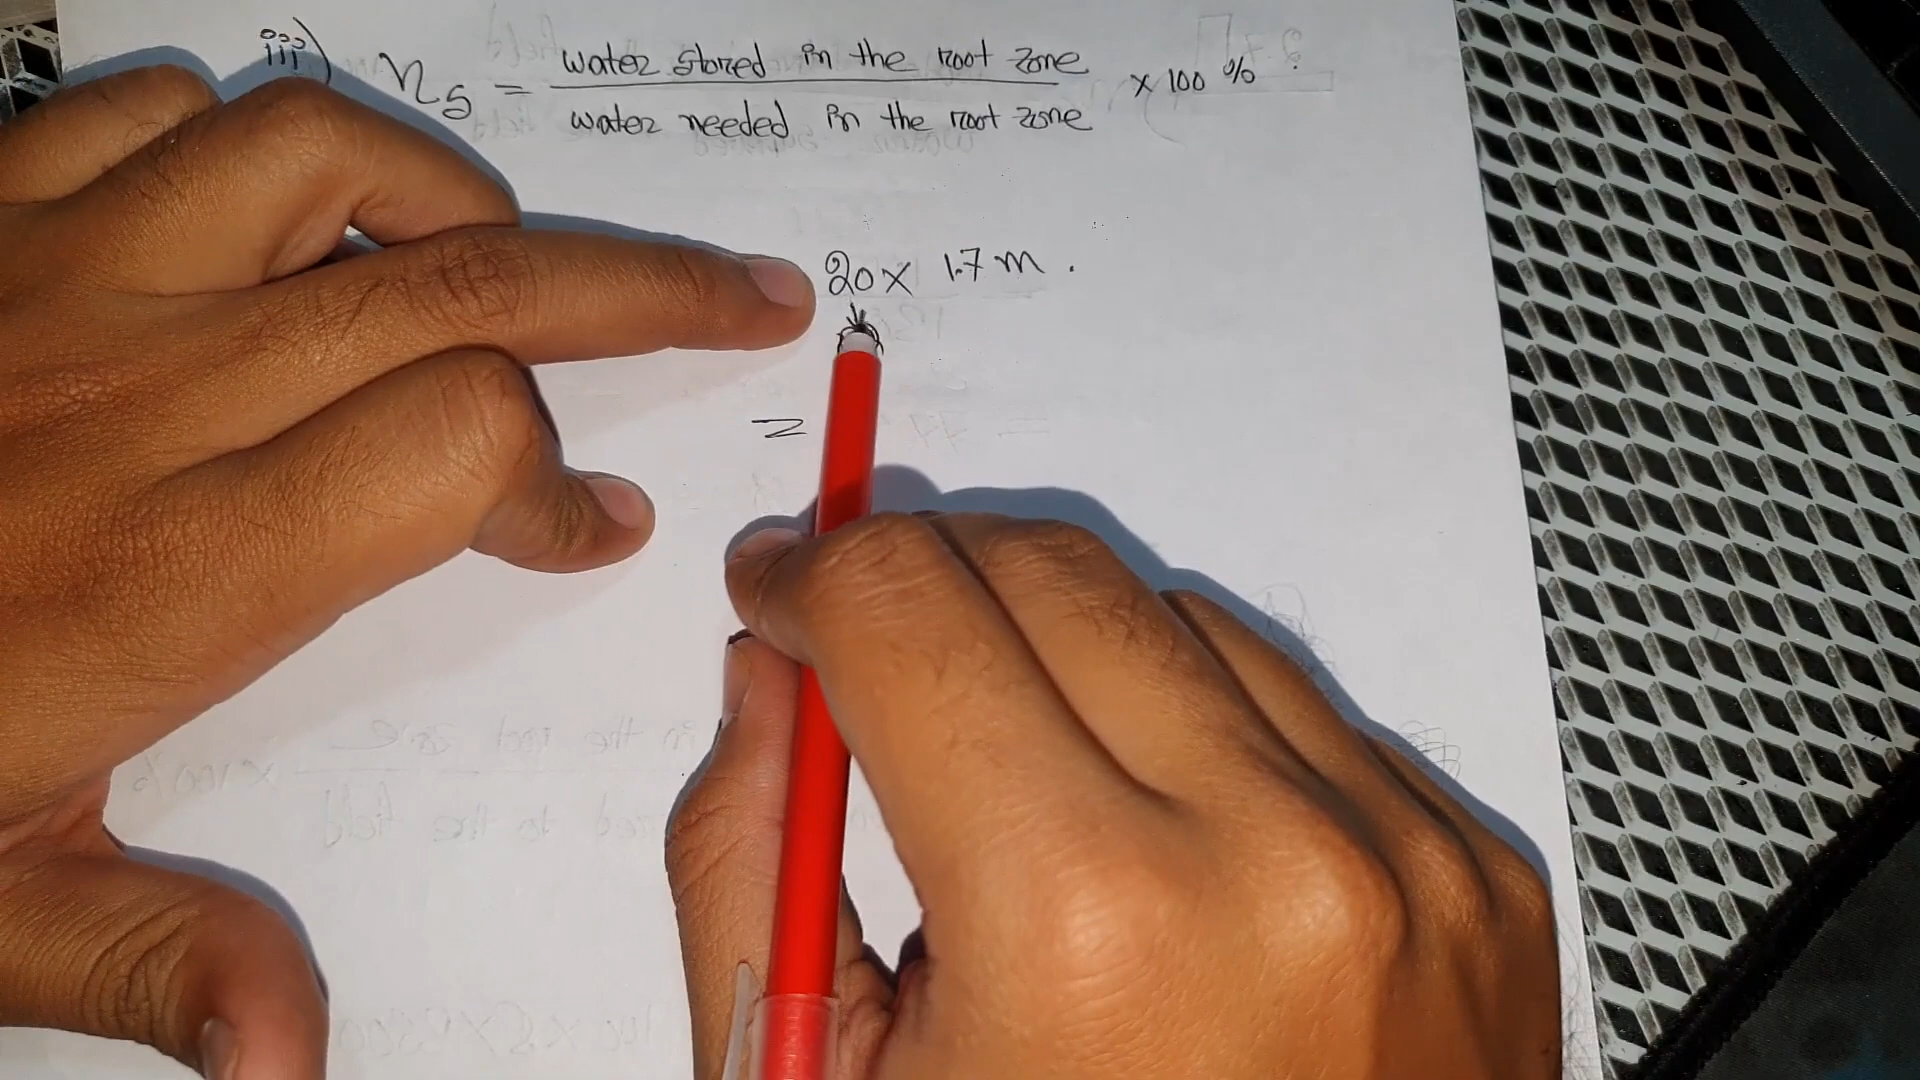 iii) ηs = water stored in the root zone / water needed in the root zone × 100 %.
20 × 1.7 m.
=